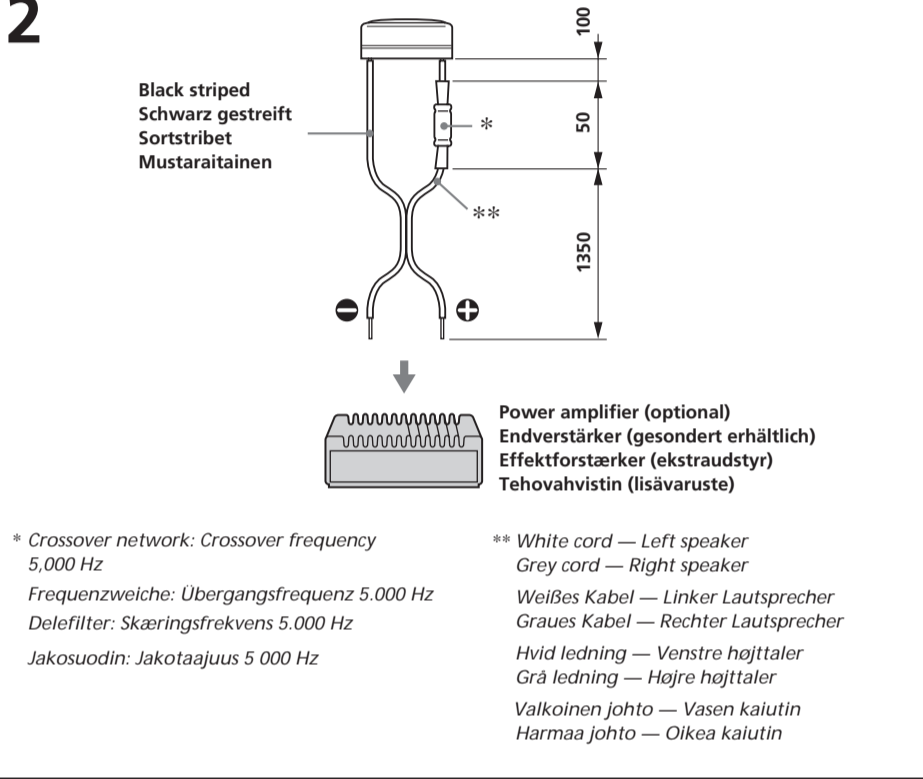 2
Black striped
Schwarz gestreift
Sortstribet
Mustaraitainen
100
50
1350
*
**
− +
Power amplifier (optional)
Endverstärker (gesondert erhältlich)
Effektforstærker (ekstraudstyr)
Tehovahvistin (lisävaruste)
* Crossover network: Crossover frequency
5,000 Hz
Frequenzweiche: Übergangsfrequenz 5.000 Hz
Delefilter: Skæringsfrekvens 5.000 Hz
Jakosuodin: Jakotaajuus 5 000 Hz
** White cord — Left speaker
Grey cord — Right speaker
Weißes Kabel — Linker Lautsprecher
Graues Kabel — Rechter Lautsprecher
Hvid ledning — Venstre højttaler
Grå ledning — Højre højttaler
Valkoinen johto — Vasen kaiutin
Harmaa johto — Oikea kaiutin